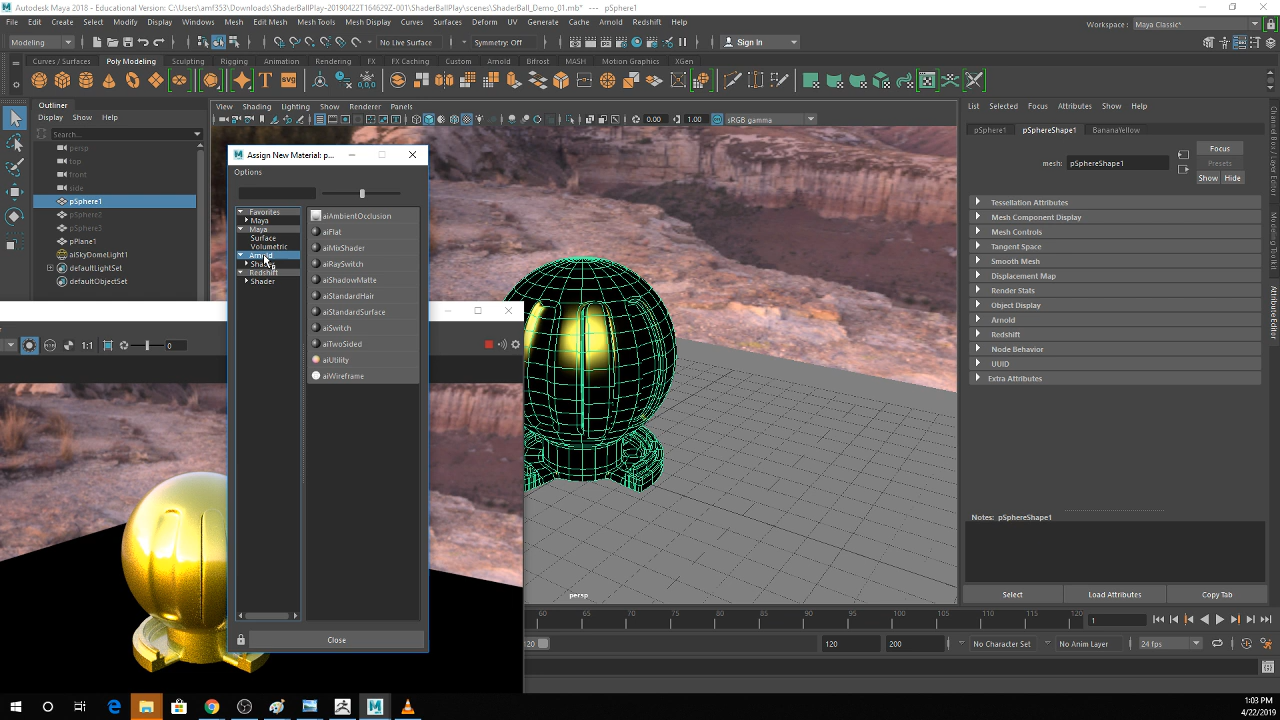 Autodesk Maya 2018 - Educational Version: C:\Users\amf353\Downloads\ShaderBallPlay-20190422T164629Z-001\ShaderBallPlay\scenes\ShaderBall_Demo_01.mb* --- pSphere1
File Edit Create Select Modify Display Windows Mesh Edit Mesh Mesh Tools Mesh Display Curves Surfaces Deform UV Generate Cache Arnold Redshift Help
Workspace : Maya Classic*
Modeling No Live Surface Symmetry: Off Sign In
Curves / Surfaces Poly Modeling Sculpting Rigging Animation Rendering FX FX Caching Custom Arnold Bifrost MASH Motion Graphics XGen
Outliner
Display Show Help
Search...
persp
top
front
side
pSphere1
pSphere2
pSphere3
pPlane1
aiSkyDomeLight1
defaultLightSet
defaultObjectSet
View Shading Lighting Show Renderer Panels
0.00 1.00 sRGB gamma
Assign New Material: p...
Options
Favorites
Maya
Maya
Surface
Volumetric
Arnold
Redshift
Shader
aiAmbientOcclusion
aiFlat
aiMixShader
aiRaySwitch
aiShadowMatte
aiStandardHair
aiStandardSurface
aiSwitch
aiTwoSided
aiUtility
aiWireframe
Close
1:1 0
persp
List Selected Focus Attributes Show Help
pSphere1 pSphereShape1 BananaYellow
mesh: pSphereShape1
Focus
Presets
Show Hide
Tessellation Attributes
Mesh Component Display
Mesh Controls
Tangent Space
Smooth Mesh
Displacement Map
Render Stats
Object Display
Arnold
Redshift
Node Behavior
UUID
Extra Attributes
Notes: pSphereShape1
Select Load Attributes Copy Tab
Channel Box / Layer Editor
Modeling Toolkit
Attribute Editor
60 65 70 75 80 85 90 95 100 105 110 115 120
1
120 120 200 No Character Set No Anim Layer 24 fps
1:03 PM
4/22/2019